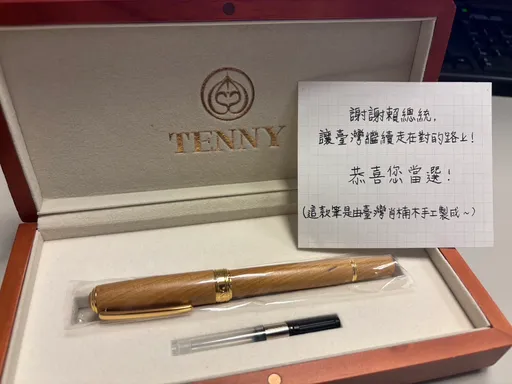 TENNY
謝謝賴總統,
讓臺灣繼續走在對的路上!
恭喜您當選!
(這款筆是由臺灣肖楠木手工製成~)